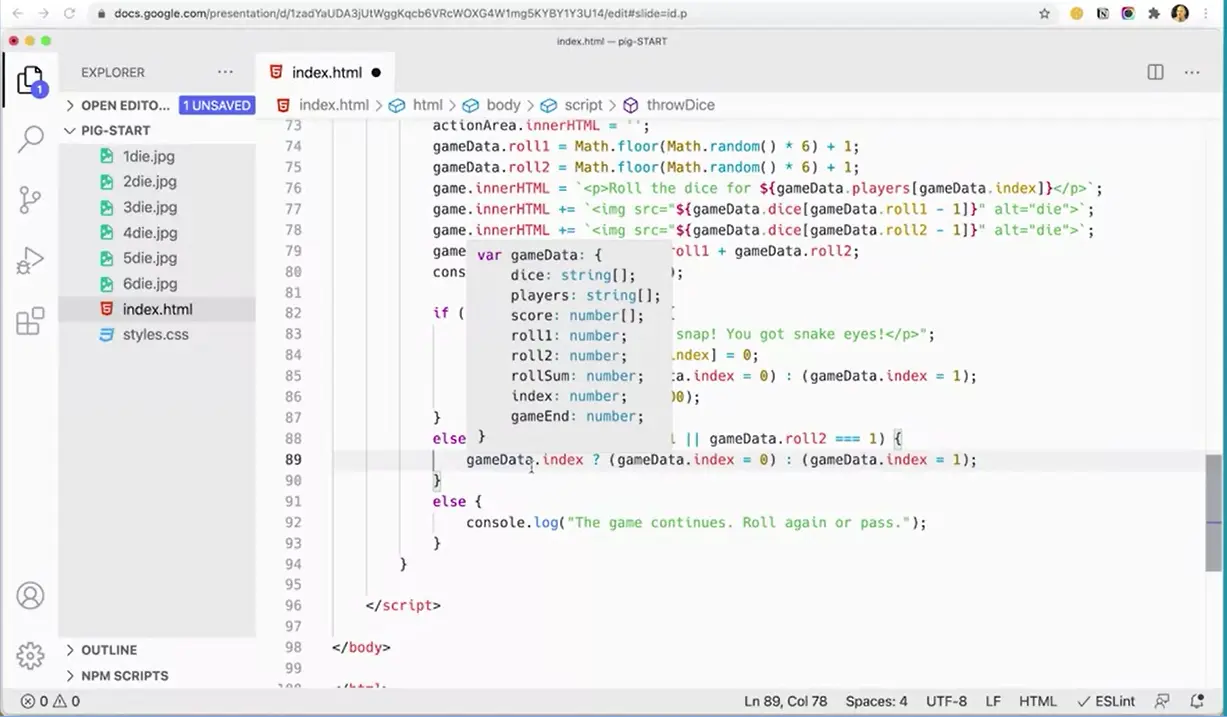 docs.google.com/presentation/d/1zadYaUDA3jUtWggKqcb6VRcWOXG4W1mg5KYBY1Y3U14/edit#slide=id.p
index.html — pig-START
EXPLORER ···
index.html ●
OPEN EDITO... 1 UNSAVED
index.html > html > body > script > throwDice
PIG-START
1die.jpg
2die.jpg
3die.jpg
4die.jpg
5die.jpg
6die.jpg
index.html
styles.css
OUTLINE
NPM SCRIPTS
1
73 actionArea.innerHTML = '';
74 gameData.roll1 = Math.floor(Math.random() * 6) + 1;
75 gameData.roll2 = Math.floor(Math.random() * 6) + 1;
76 game.innerHTML = `<p>Roll the dice for ${gameData.players[gameData.index]}</p>`;
77 game.innerHTML += `<img src="${gameData.dice[gameData.roll1 - 1]}" alt="die">`;
78 game.innerHTML += `<img src="${gameData.dice[gameData.roll2 - 1]}" alt="die">`;
79 game roll1 + gameData.roll2;
80 cons );
81
82 if ( {
83 snap! You got snake eyes!</p>";
84 ndex] = 0;
85 ta.index = 0) : (gameData.index = 1);
86 00);
87 }
88 else || gameData.roll2 === 1) {
89 gameData.index ? (gameData.index = 0) : (gameData.index = 1);
90 }
91 else {
92 console.log("The game continues. Roll again or pass.");
93 }
94 }
95
96 </script>
97
98 </body>
99
var gameData: {
dice: string[];
players: string[];
score: number[];
roll1: number;
roll2: number;
rollSum: number;
index: number;
gameEnd: number;
}
0 0 Ln 89, Col 78 Spaces: 4 UTF-8 LF HTML ESLint